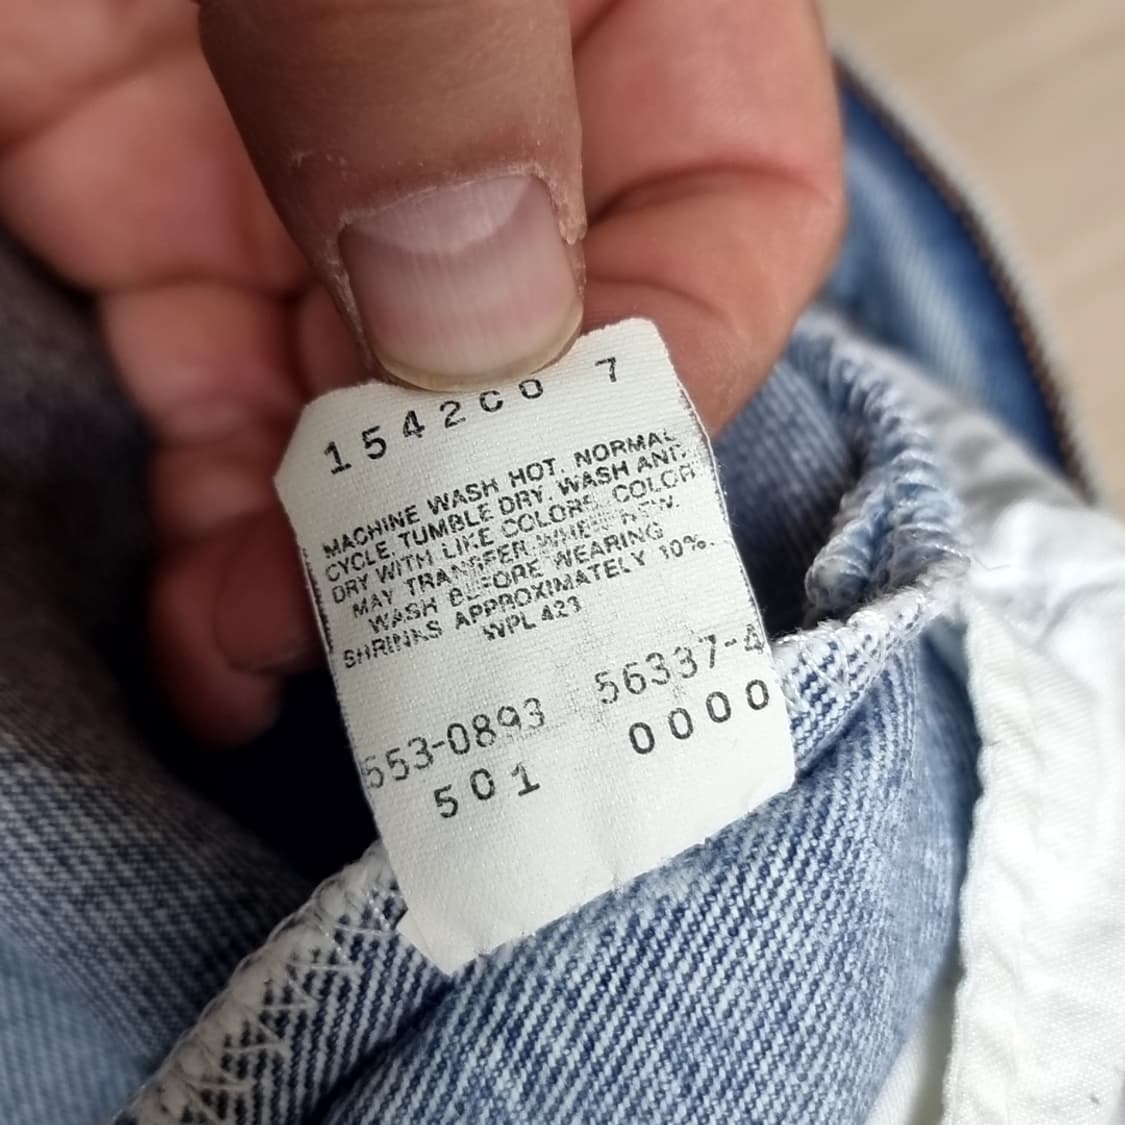 1542C0 7
MACHINE WASH HOT, NORMAL
CYCLE, TUMBLE DRY. WASH AND
DRY WITH LIKE COLORS. COLOR
MAY TRANSFER WHEN NEW.
WASH BEFORE WEARING
SHRINKS APPROXIMATELY 10%.
WPL 423
553-0893 56337-4
501 0000